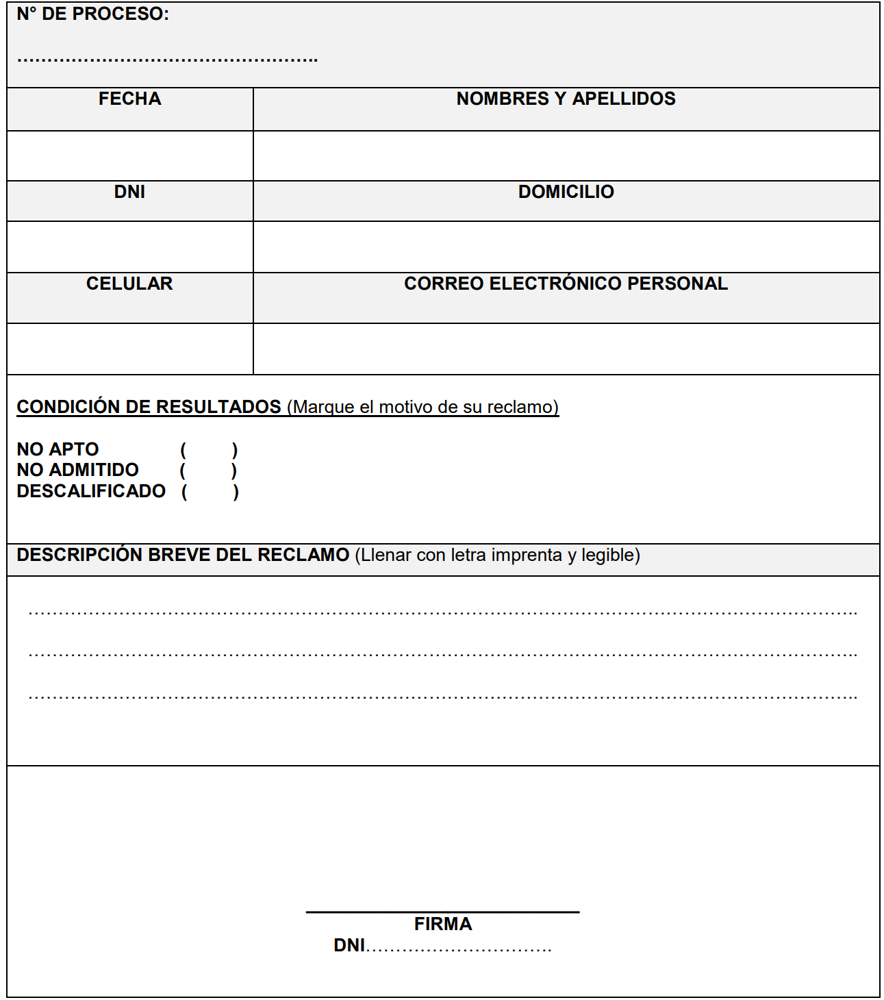 N° DE PROCESO:
……………………………………………..
FECHA NOMBRES Y APELLIDOS
DNI DOMICILIO
CELULAR CORREO ELECTRÓNICO PERSONAL
CONDICIÓN DE RESULTADOS (Marque el motivo de su reclamo)
NO APTO ( )
NO ADMITIDO ( )
DESCALIFICADO ( )
DESCRIPCIÓN BREVE DEL RECLAMO (Llenar con letra imprenta y legible)
………………………………………………………………………………………………………………………..
………………………………………………………………………………………………………………………..
………………………………………………………………………………………………………………………..
FIRMA
DNI………………………….